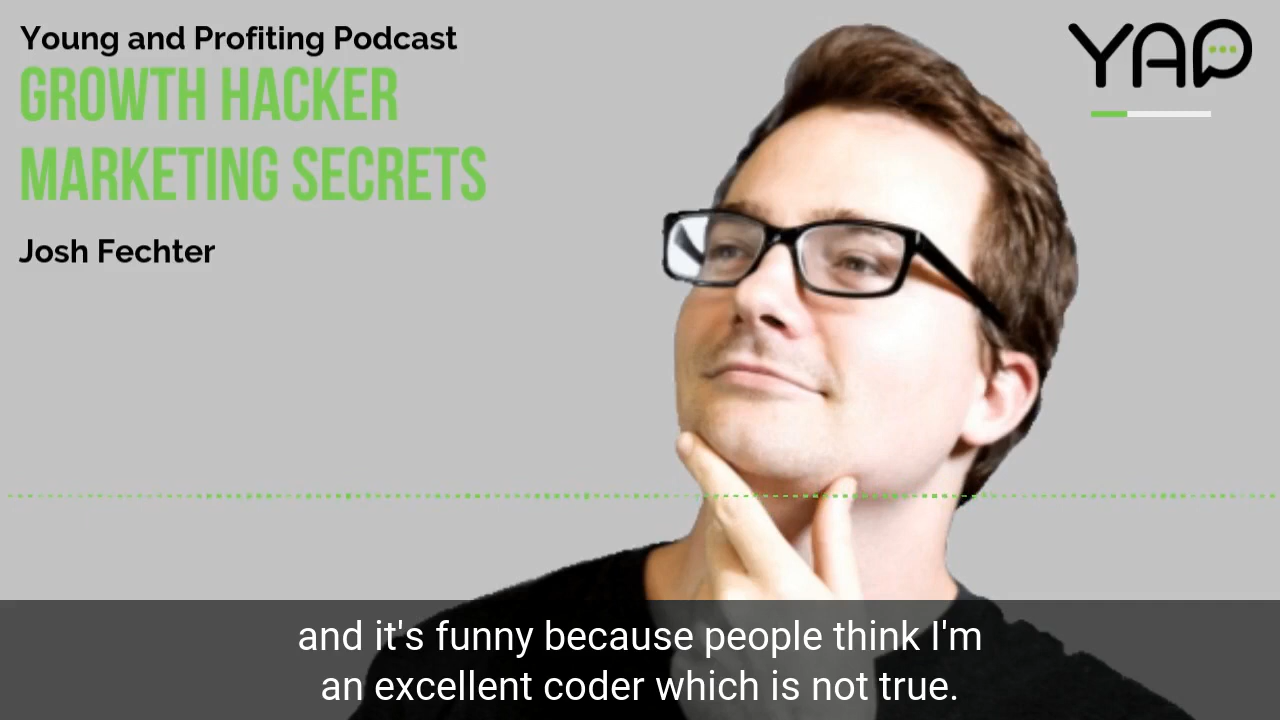 Young and Profiting Podcast
GROWTH HACKER
MARKETING SECRETS
Josh Fechter
YAP
and it's funny because people think I'm
an excellent coder which is not true.